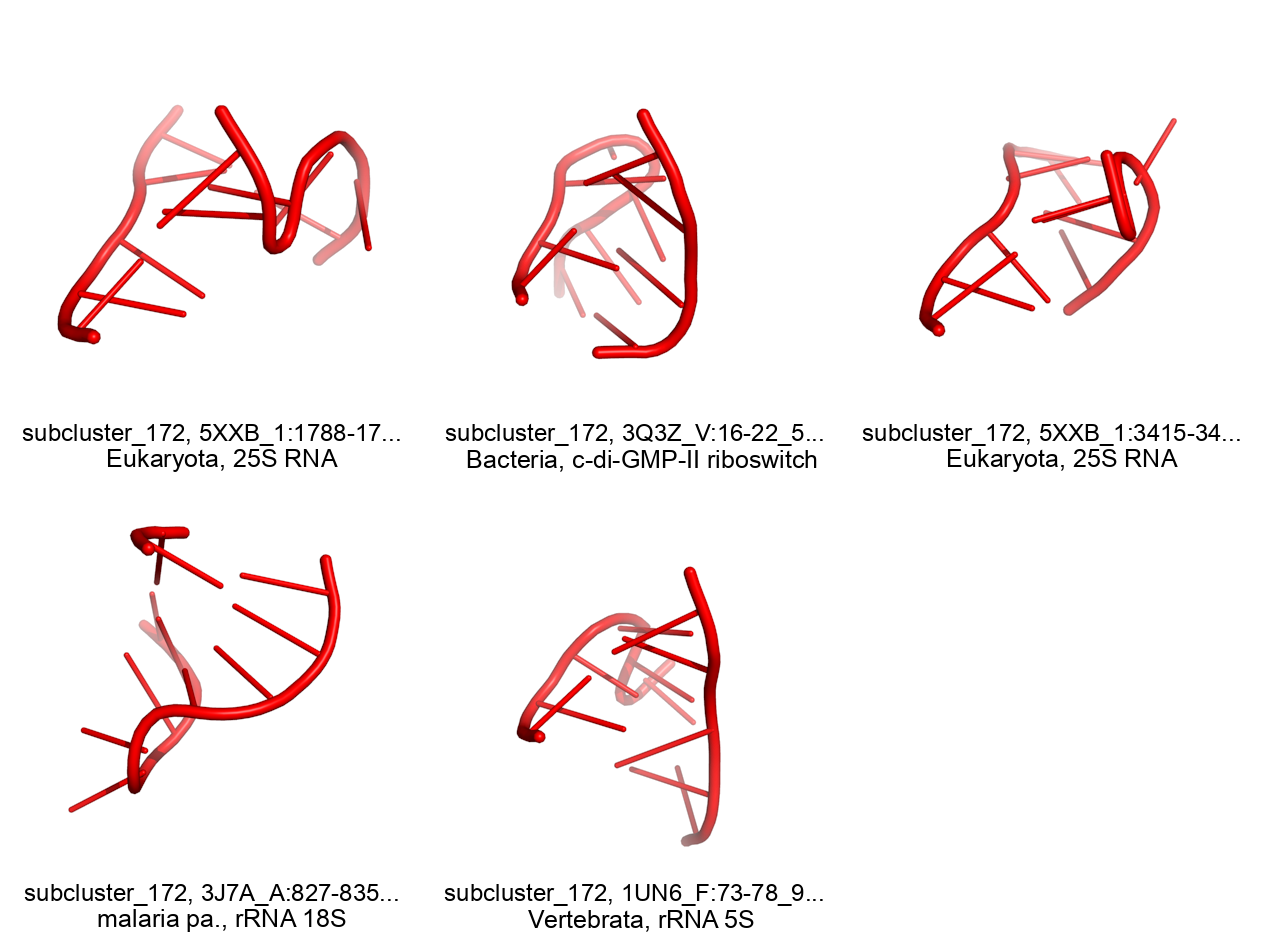 subcluster_172, 5XXB_1:1788-17...
Eukaryota, 25S RNA
subcluster_172, 3Q3Z_V:16-22_5...
Bacteria, c-di-GMP-II riboswitch
subcluster_172, 5XXB_1:3415-34...
Eukaryota, 25S RNA
subcluster_172, 3J7A_A:827-835...
malaria pa., rRNA 18S
subcluster_172, 1UN6_F:73-78_9...
Vertebrata, rRNA 5S